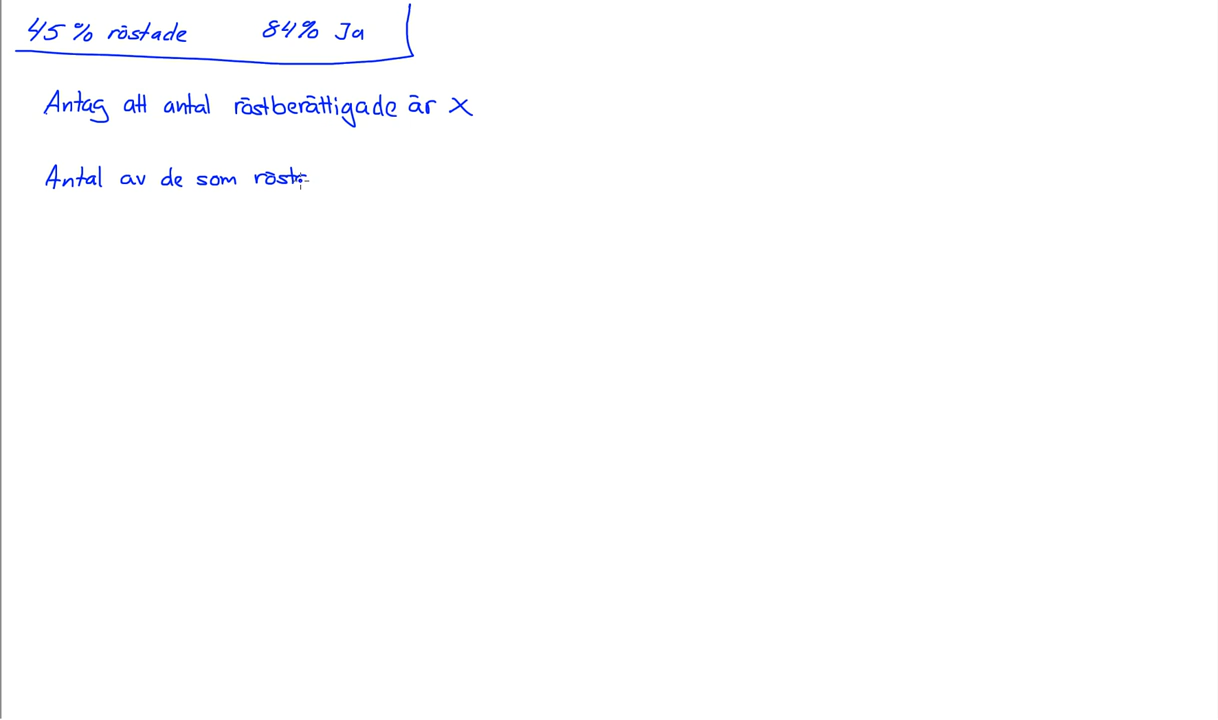 45 % röstade 84% Ja
Antag att antal röstberättigade är x
Antal av de som röst